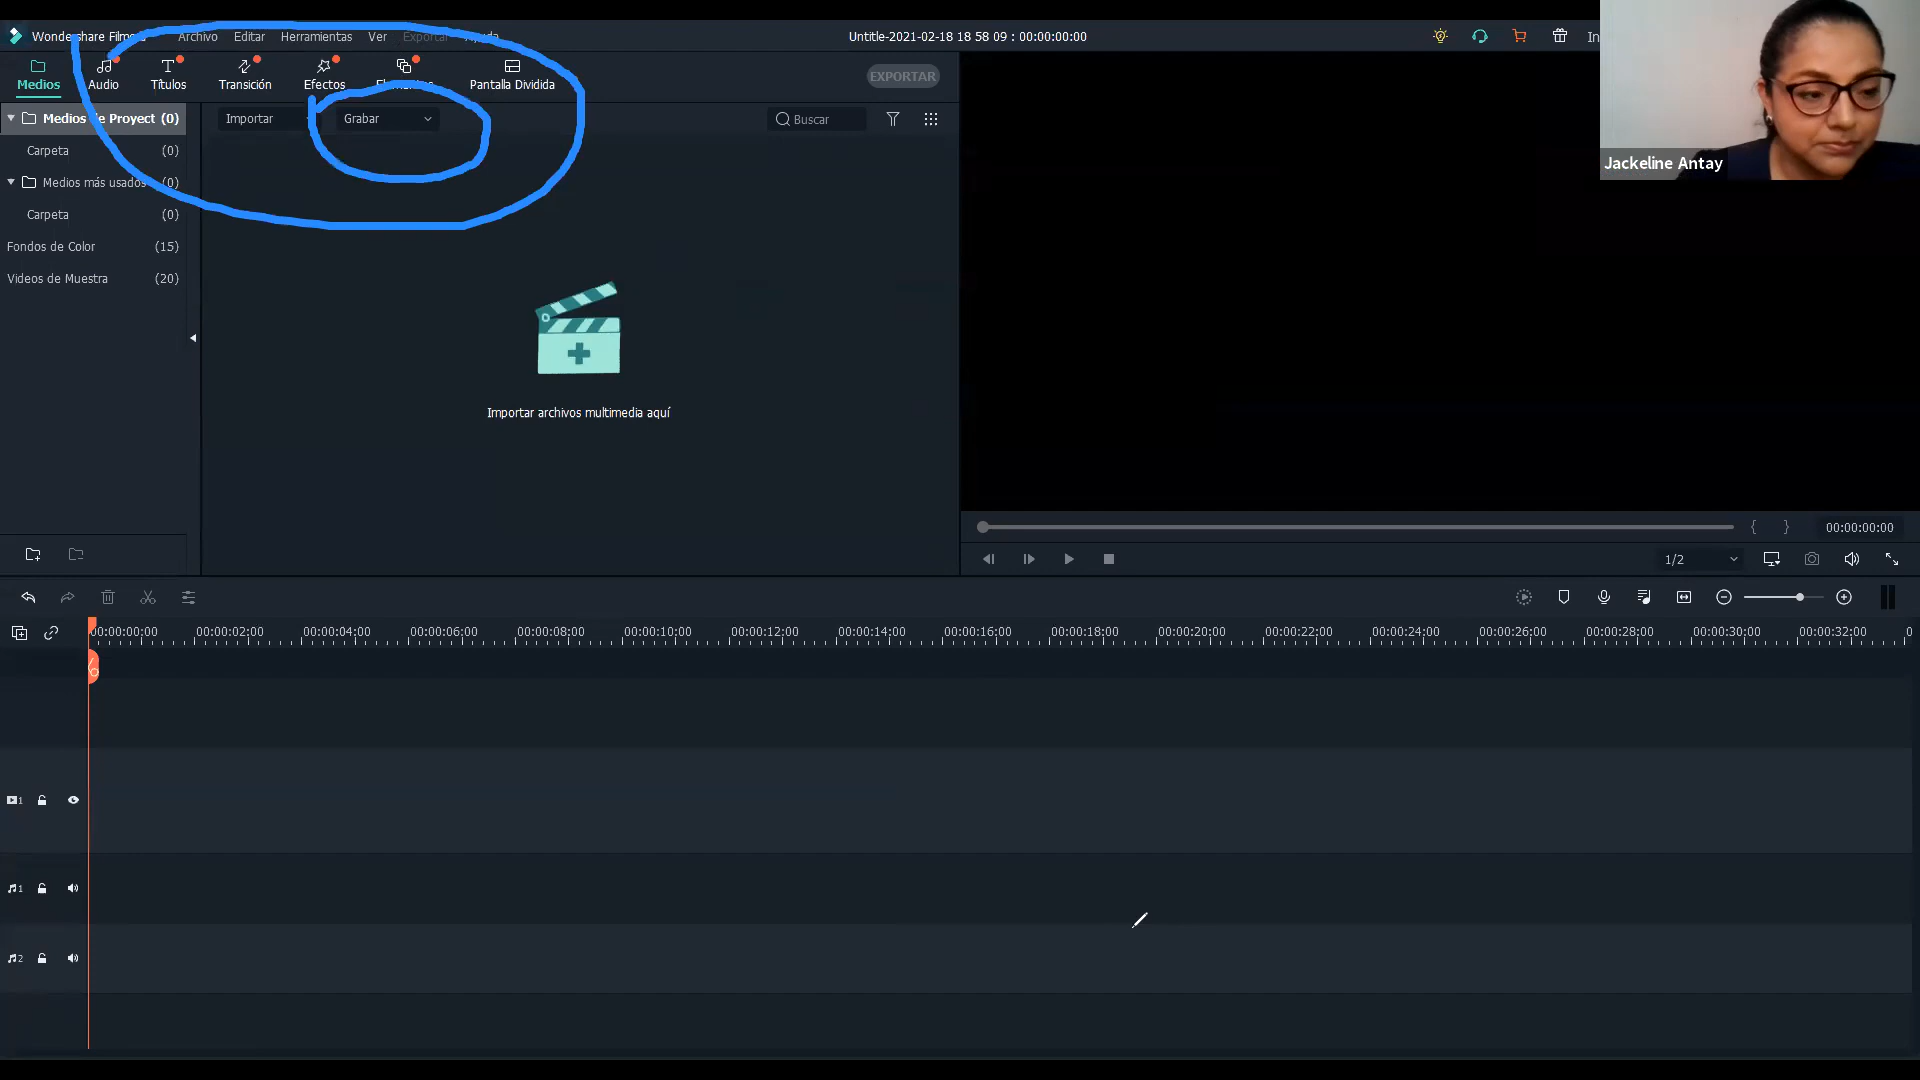 Wondershare Filmora Archivo Editar Herramientas Ver Exportar Ayuda
Untitle-2021-02-18 18 58 09 : 00:00:00:00
In
Medios Audio Títulos Transición Efectos Elementos Pantalla Dividida
EXPORTAR
Medios de Proyect (0)
Importar
Grabar
Buscar
Carpeta (0)
Medios más usados (0)
Carpeta (0)
Fondos de Color (15)
Videos de Muestra (20)
Importar archivos multimedia aquí
Jackeline Antay
{ } 00:00:00:00
1/2
00:00:00:00 00:00:02:00 00:00:04:00 00:00:06:00 00:00:08:00 00:00:10:00 00:00:12:00 00:00:14:00 00:00:16:00 00:00:18:00 00:00:20:00 00:00:22:00 00:00:24:00 00:00:26:00 00:00:28:00 00:00:30:00 00:00:32:00 0
1
1
2